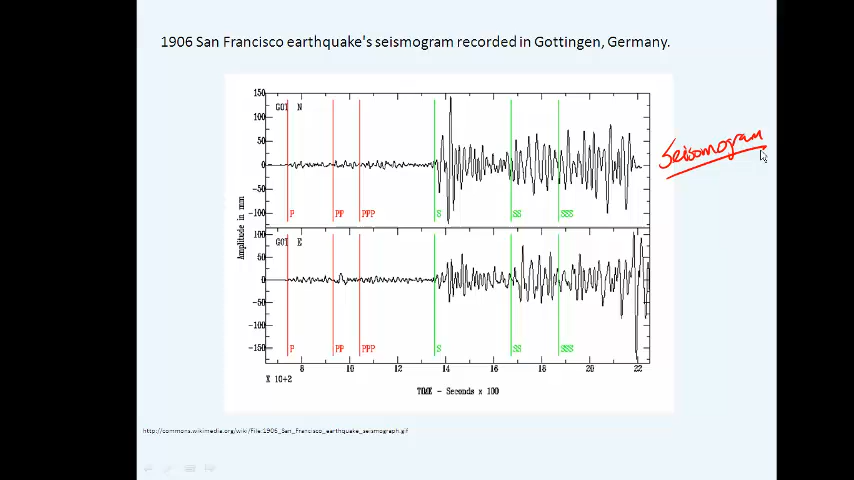 1906 San Francisco earthquake's seismogram recorded in Gottingen, Germany.
150
GOT N
100
50
0
-50
-100
P PP PPP S SS SSS
Seismogram
Amplitude in mm
100
GOT E
50
0
-50
-100
-150
P PP PPP S SS SSS
8 10 12 14 16 18 20 22
X 10+2
TIME - Seconds x 100
http://commons.wikimedia.org/wiki/File:1906_San_Francisco_earthquake_seismograph.gif